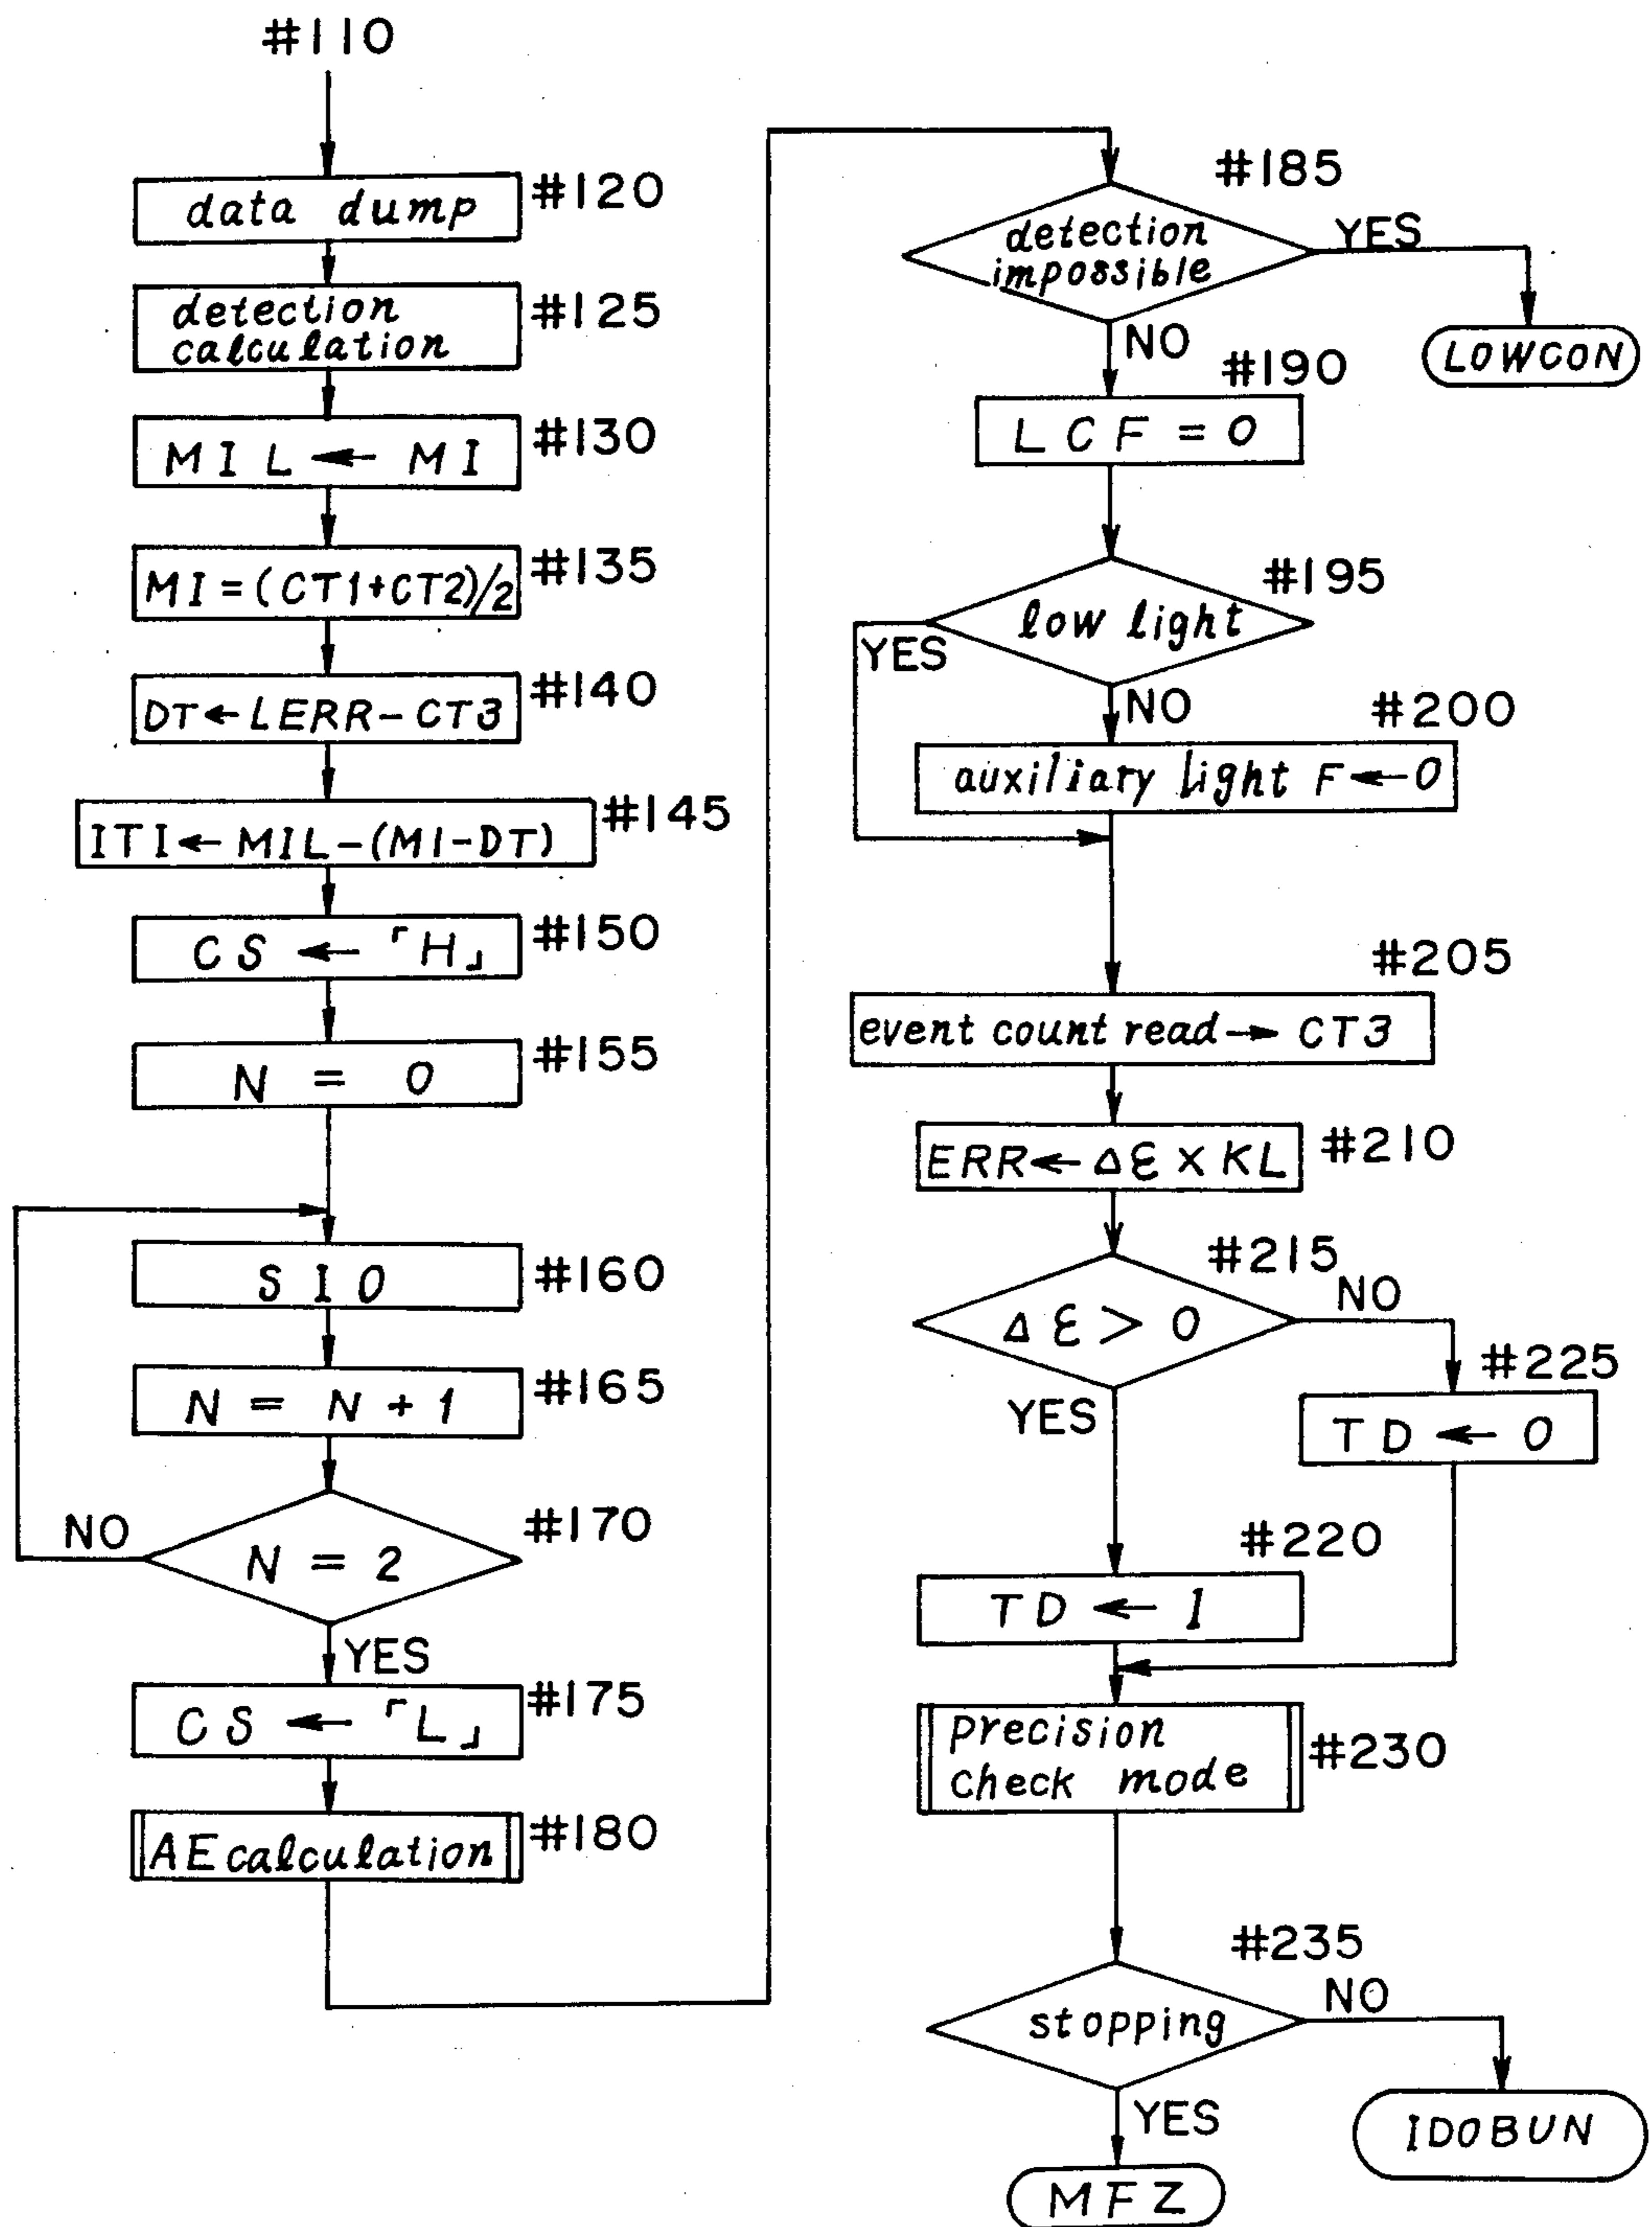 #110
data dump #120
detection
calculation
#125
MIL ← MI #130
MI=(CT1+CT2)/2 #135
DT←LERR-CT3 #140
ITI←MIL-(MI-DT) #145
CS ← 「H」 #150
N = 0 #155
SIO #160
N = N + 1 #165
N = 2 #170
NO
YES
CS ← 「L」 #175
AE calculation #180
#185
detection
impossible
YES
LOWCON
NO
#190
LCF = 0
#195
low light
YES
NO
#200
auxiliary light F←0
#205
event count read→ CT3
ERR←Δε×KL #210
#215
Δε > 0
NO
YES
#225
TD ← 0
#220
TD ← 1
precision
check mode
#230
#235
stopping
NO
YES
IDOBUN
MFZ